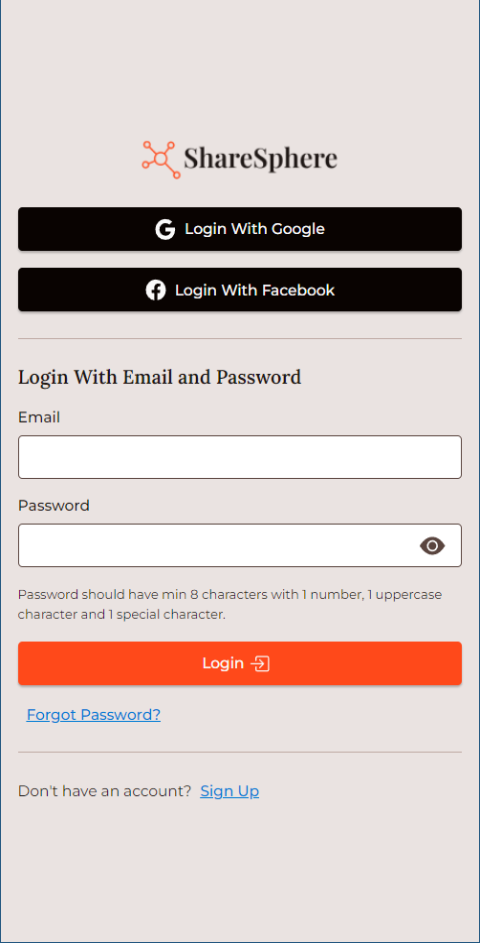 ShareSphere
Login With Google
Login With Facebook
Login With Email and Password
Email
Password
Password should have min 8 characters with 1 number, 1 uppercase
character and 1 special character.
Login
Forgot Password?
Don't have an account? Sign Up